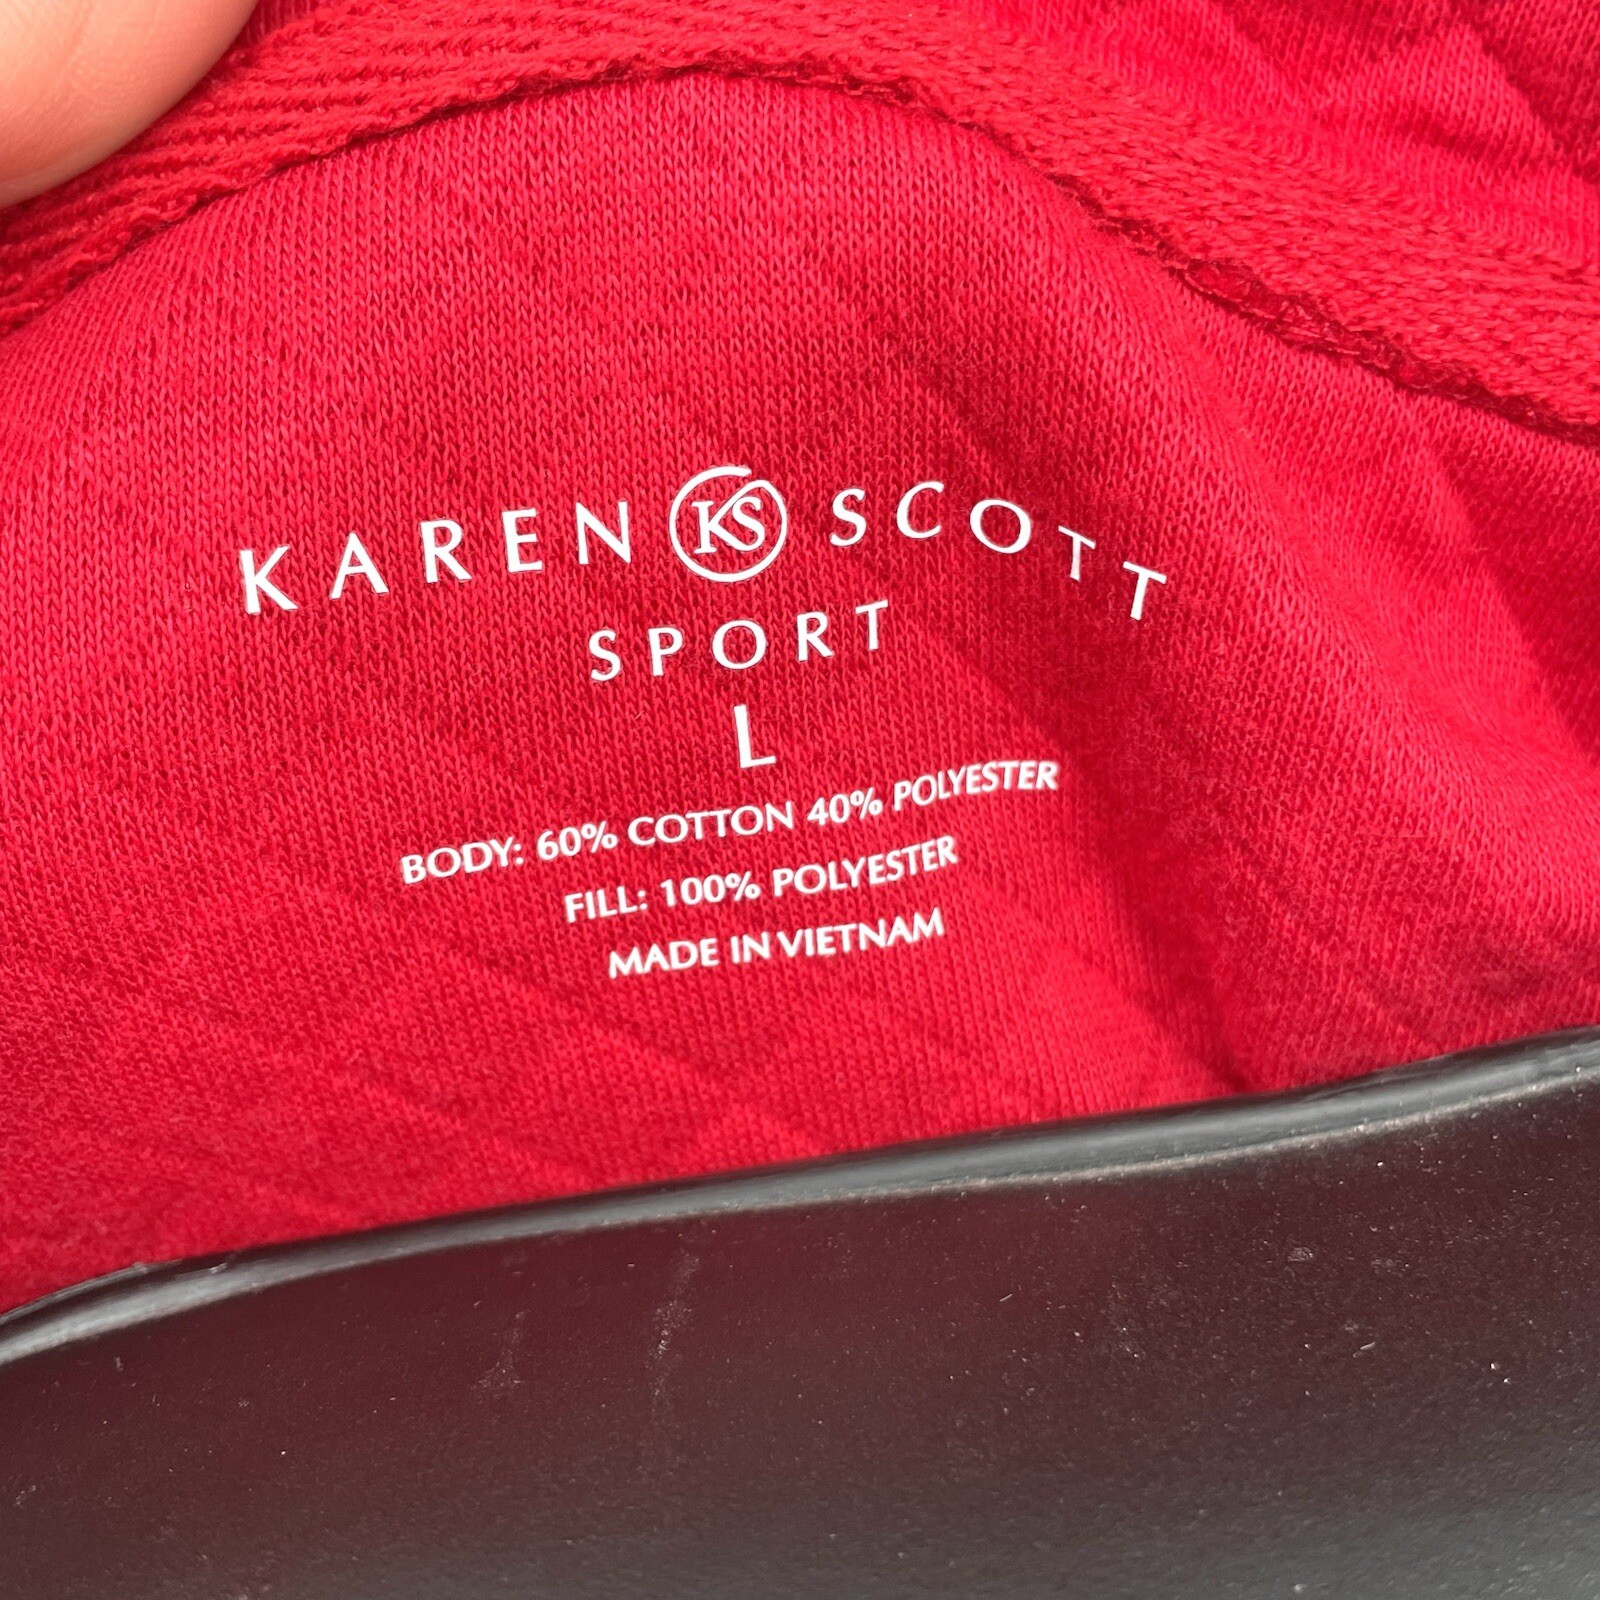 KAREN KS SCOTT
SPORT
L
BODY: 60% COTTON 40% POLYESTER
FILL: 100% POLYESTER
MADE IN VIETNAM